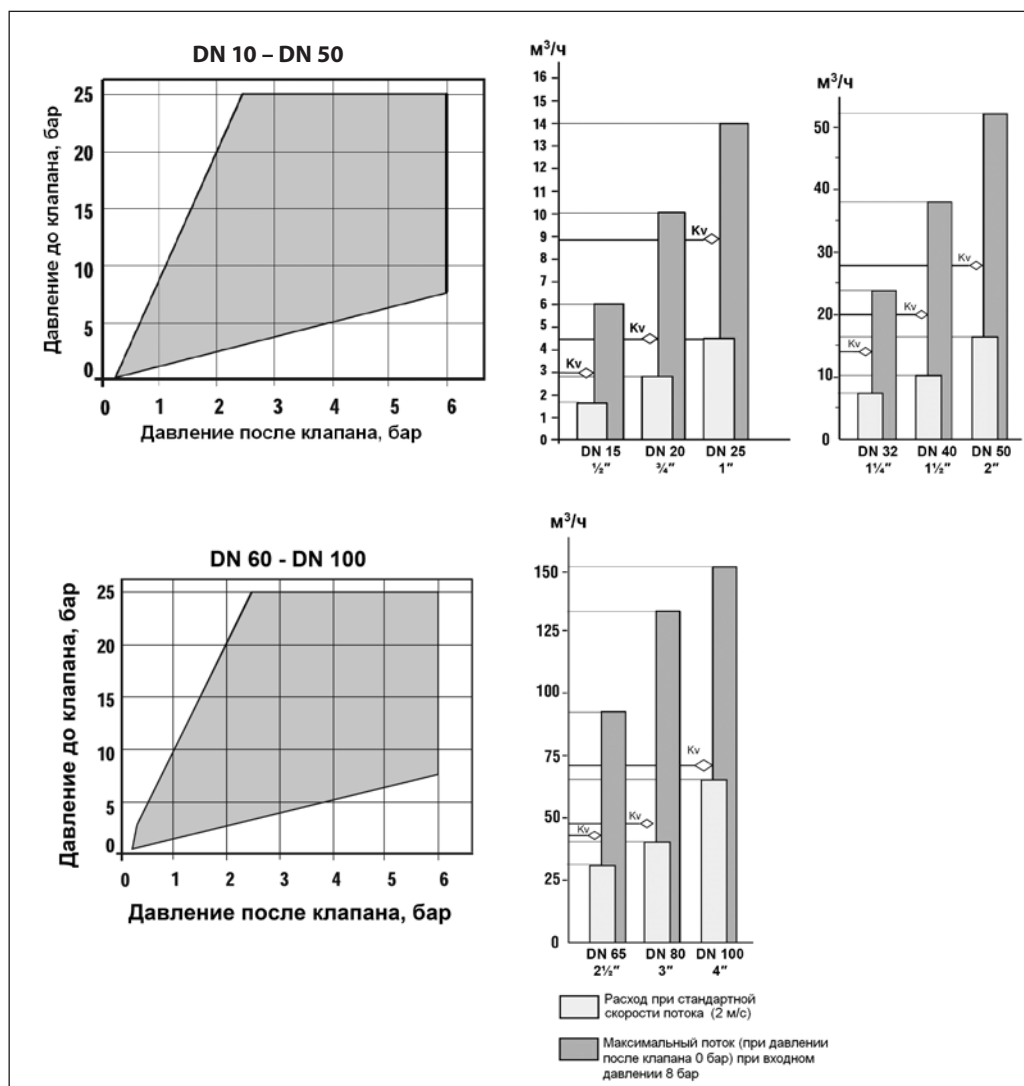 DN 10 – DN 50
Давление до клапана, бар
25
20
15
10
5
0
0 1 2 3 4 5 6
Давление после клапана, бар
м³/ч
16
15
14
13
12
11
10
9
8
7
6
5
4
3
2
1
0
Kv
Kv
Kv
DN 15 DN 20 DN 25
½″ ¾″ 1″
м³/ч
50
40
30
20
10
0
Kv
Kv
Kv
DN 32 DN 40 DN 50
1¼″ 1½″ 2″
DN 60 - DN 100
Давление до клапана, бар
25
20
15
10
5
0
0 1 2 3 4 5 6
Давление после клапана, бар
м³/ч
150
125
100
75
50
25
0
Kv
Kv
Kv
DN 65 DN 80 DN 100
2½″ 3″ 4″
Расход при стандартной
скорости потока (2 м/с)
Максимальный поток (при давлении
после клапана 0 бар) при входном
давлении 8 бар